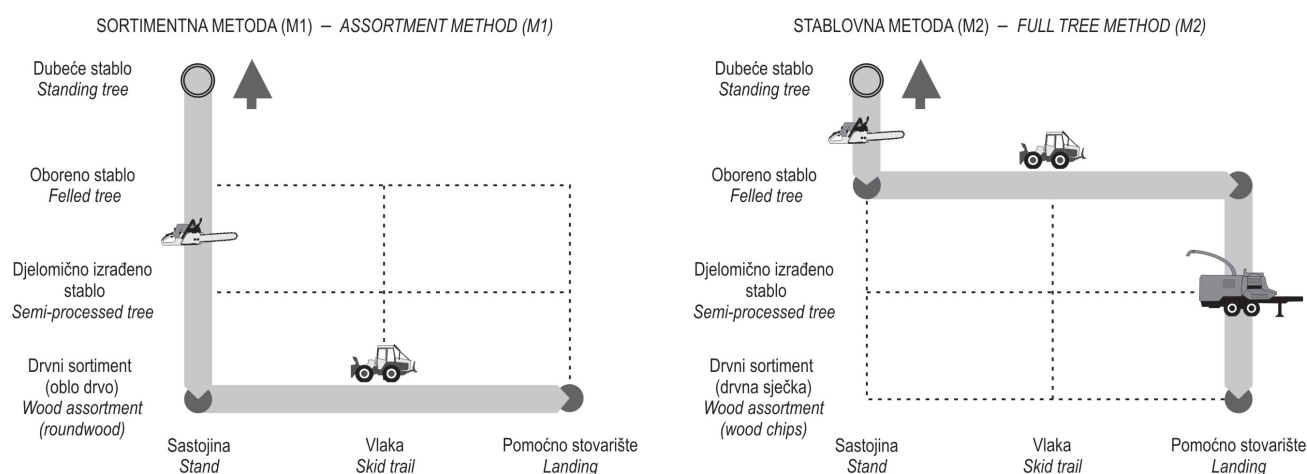 SORTIMENTNA METODA (M1) – ASSORTMENT METHOD (M1)
Dubeće stablo
Standing tree
Oboreno stablo
Felled tree
Djelomično izrađeno
stablo
Semi-processed tree
Drvni sortiment
(oblo drvo)
Wood assortment
(roundwood)
Sastojina
Stand
Vlaka
Skid trail
Pomoćno stovarište
Landing
STABLOVNA METODA (M2) – FULL TREE METHOD (M2)
Dubeće stablo
Standing tree
Oboreno stablo
Felled tree
Djelomično izrađeno
stablo
Semi-processed tree
Drvni sortiment
(drvna sječka)
Wood assortment
(wood chips)
Sastojina
Stand
Vlaka
Skid trail
Pomoćno stovarište
Landing